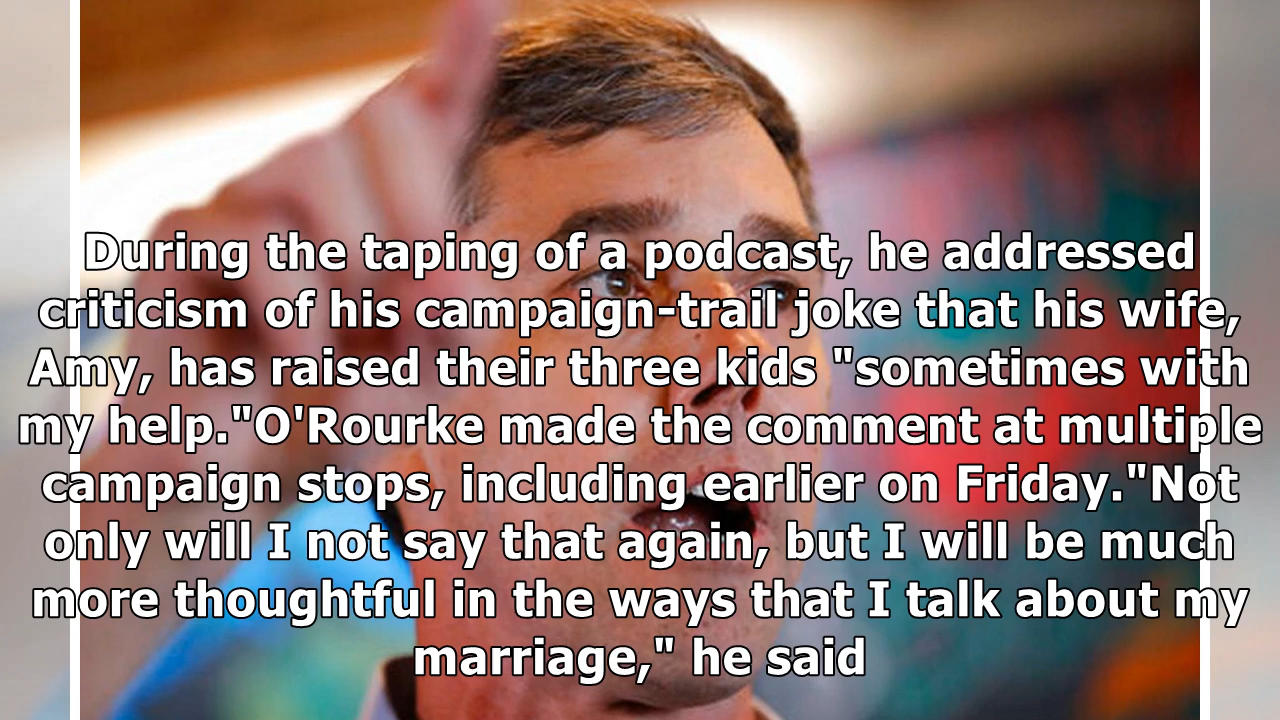 During the taping of a podcast, he addressed
criticism of his campaign-trail joke that his wife,
Amy, has raised their three kids "sometimes with
my help."O'Rourke made the comment at multiple
campaign stops, including earlier on Friday."Not
only will I not say that again, but I will be much
more thoughtful in the ways that I talk about my
marriage," he said